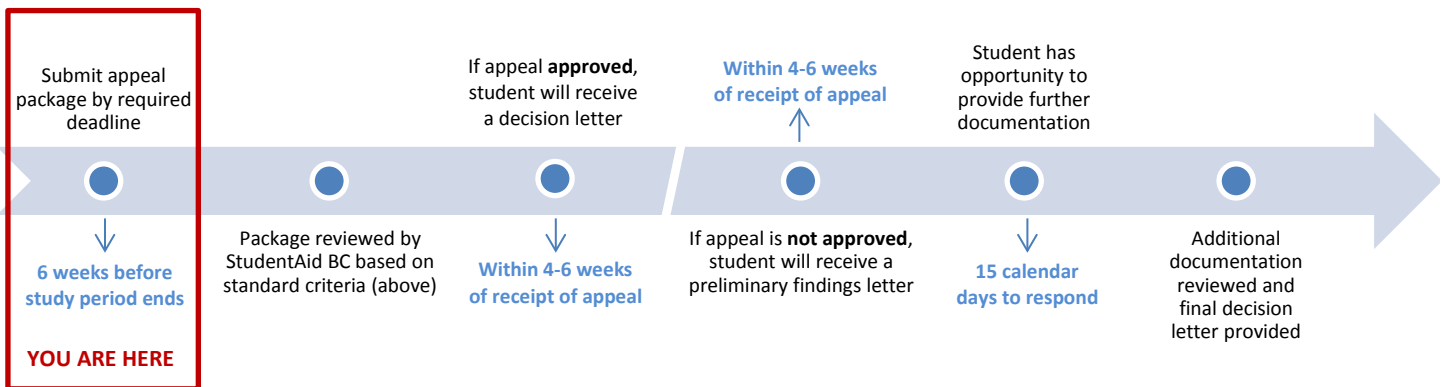 Submit appeal
package by required
deadline
6 weeks before
study period ends
YOU ARE HERE
Package reviewed by
StudentAid BC based on
standard criteria (above)
If appeal approved,
student will receive
a decision letter
Within 4-6 weeks
of receipt of appeal
Within 4-6 weeks
of receipt of appeal
If appeal is not approved,
student will receive a
preliminary findings letter
Student has
opportunity to
provide further
documentation
15 calendar
days to respond
Additional
documentation
reviewed and
final decision
letter provided